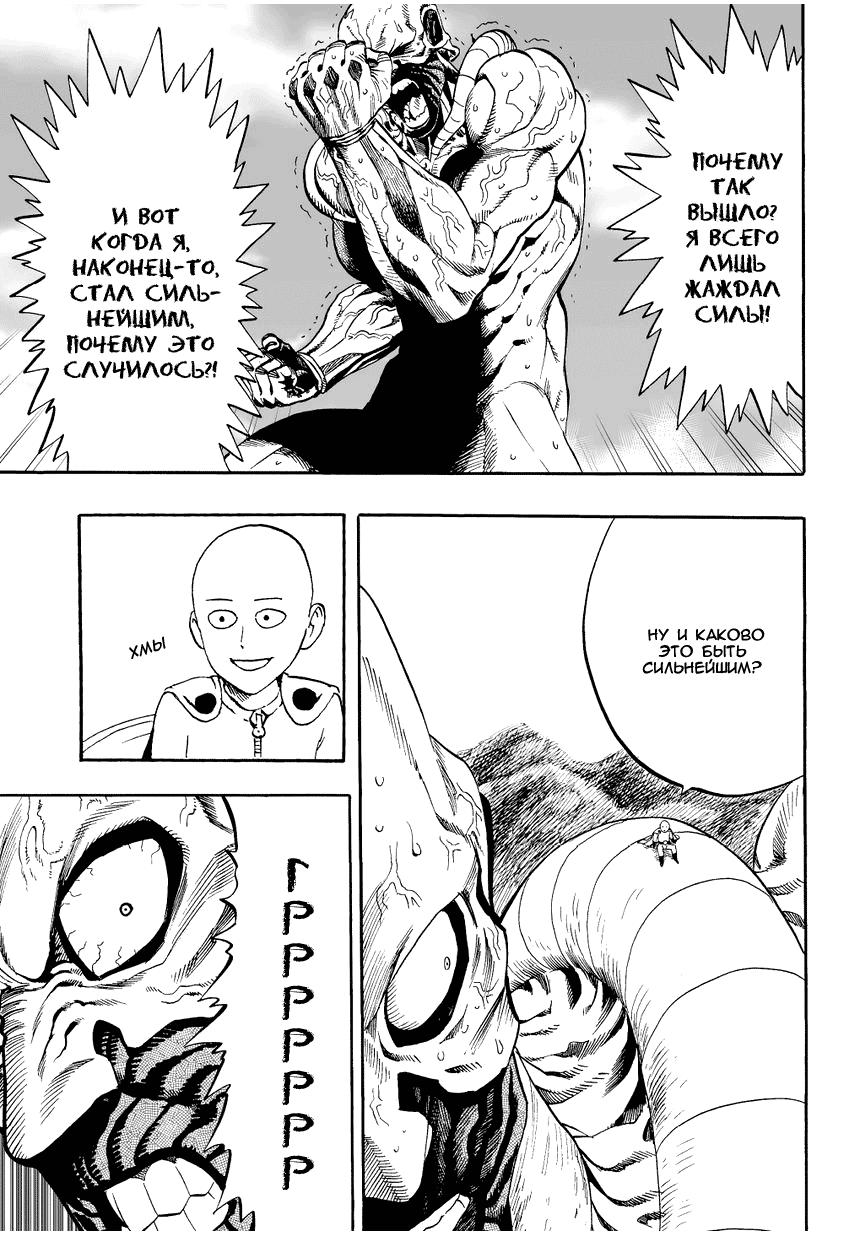 ПОЧЕМУ
ТАК
ВЫШЛО?
Я ВСЕГО
ЛИШЬ
ЖАЖДАЛ
СИЛЫ!
И ВОТ
КОГДА Я,
НАКОНЕЦ-ТО,
СТАЛ СИЛЬ-
НЕЙШИМ,
ПОЧЕМУ ЭТО
СЛУЧИЛОСЬ?!
НУ И КАКОВО
ЭТО БЫТЬ
СИЛЬНЕЙШИМ?
ХМЫ